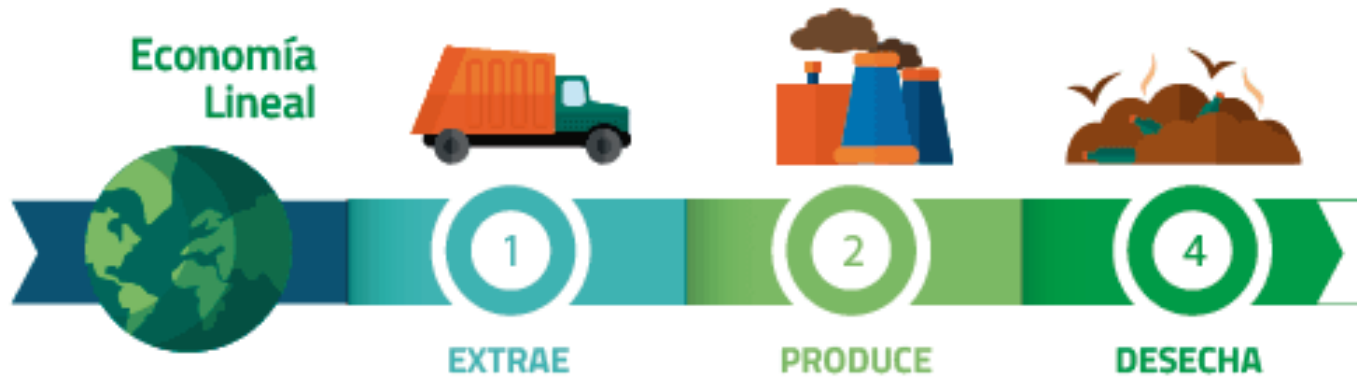 Economía
Lineal
1
2
4
EXTRAE
PRODUCE
DESECHA